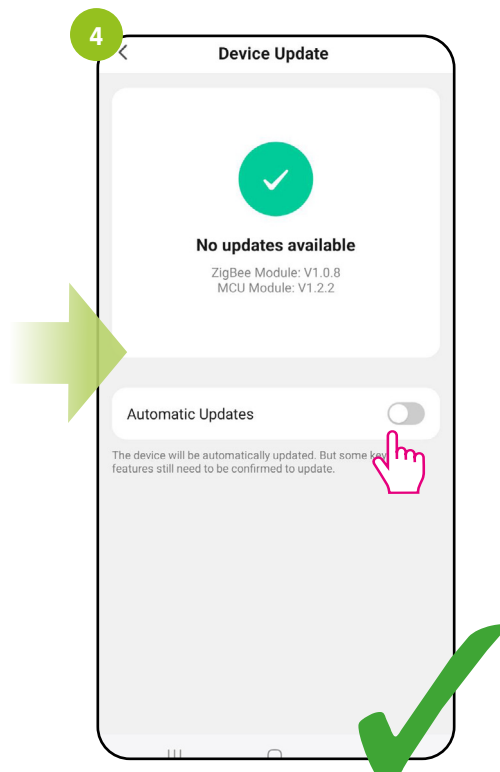 4
Device Update
No updates available
ZigBee Module: V1.0.8
MCU Module: V1.2.2
Automatic Updates
The device will be automatically updated. But some key
features still need to be confirmed to update.